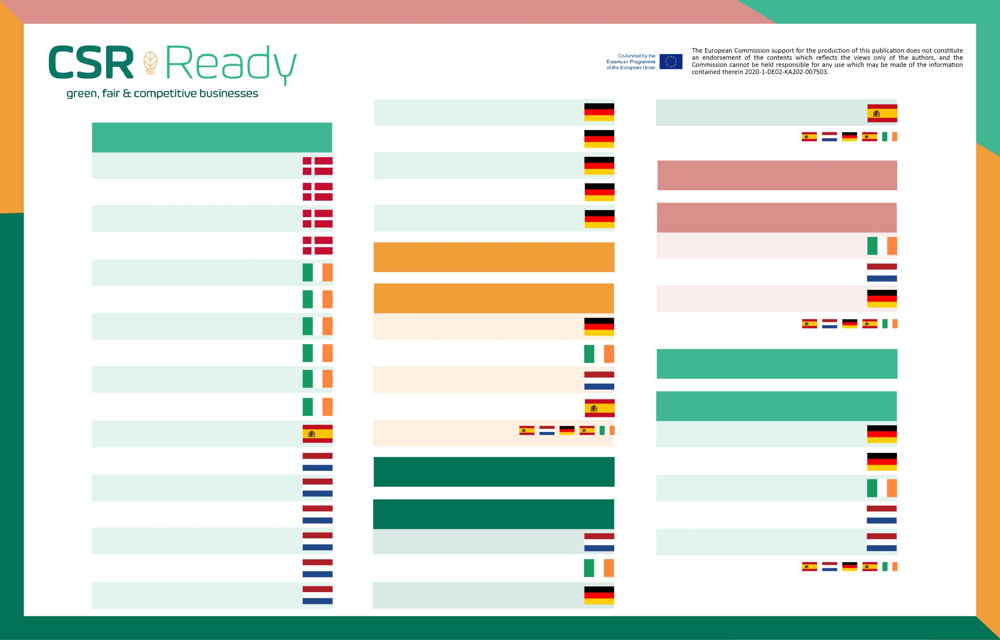 CSR Ready
green, fair & competitive businesses
Co-funded by the
Erasmus+ Programme
of the European Union
The European Commission support for the production of this publication does not constitute
an endorsement of the contents which reflects the views only of the authors, and the
Commission cannot be held responsible for any use which may be made of the information
contained therein 2020-1-DE02-KA202-007503.